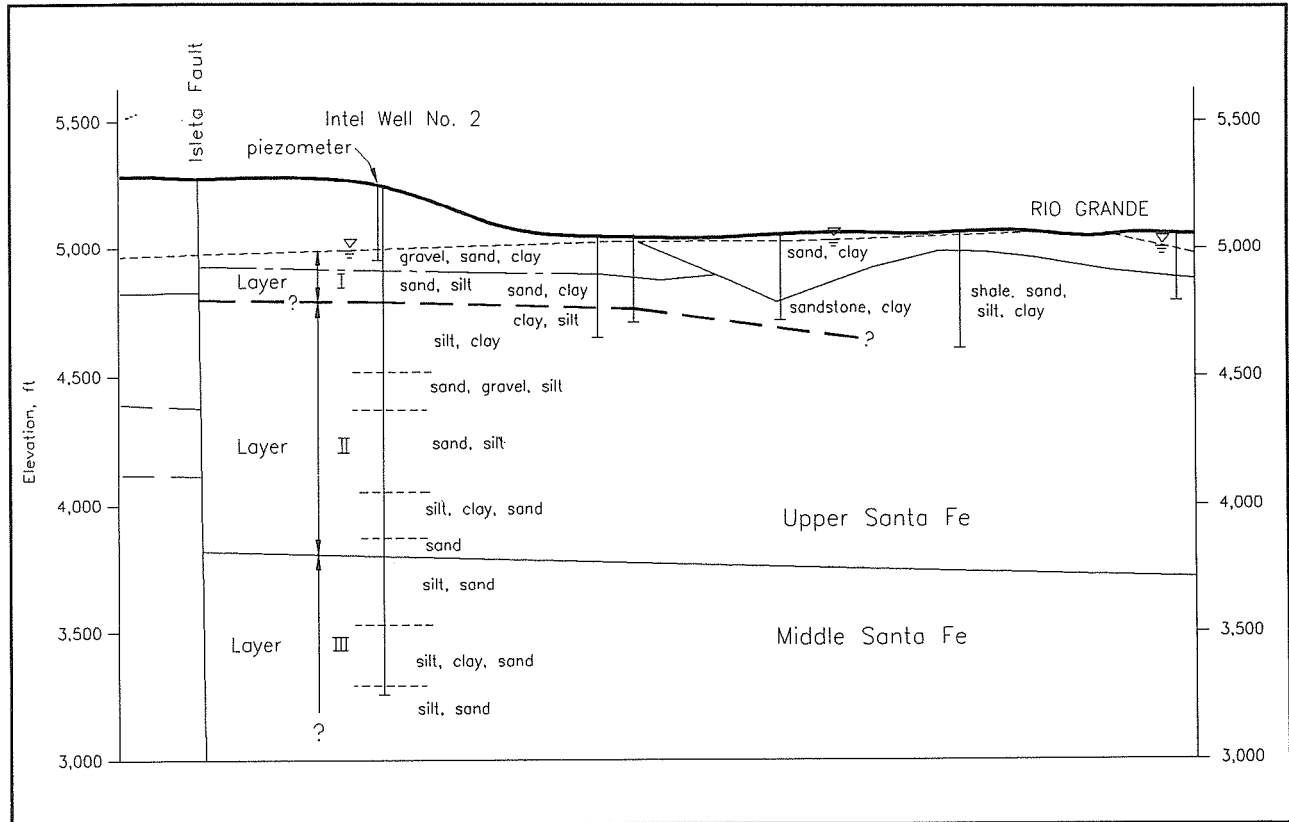 Isleta Fault
Intel Well No. 2
piezometer
5,500
5,500
RIO GRANDE
5,000
5,000
gravel, sand, clay
sand, clay
Layer I
sand, silt
sand, clay
?
clay, silt
sandstone, clay
shale, sand,
silt, clay
?
silt, clay
4,500
4,500
sand, gravel, silt
Elevation, ft
Layer II
sand, silt
4,000
4,000
silt, clay, sand
Upper Santa Fe
sand
silt, sand
3,500
3,500
Layer III
Middle Santa Fe
silt, clay, sand
silt, sand
?
3,000
3,000